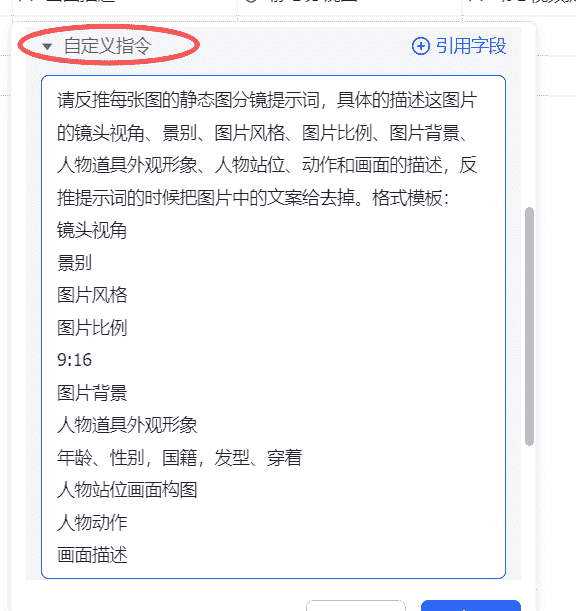 自定义指令
引用字段
请反推每张图的静态图分镜提示词，具体的描述这图片
的镜头视角、景别、图片风格、图片比例、图片背景、
人物道具外观形象、人物站位、动作和画面的描述，反
推提示词的时候把图片中的文案给去掉。格式模板：
镜头视角
景别
图片风格
图片比例
9:16
图片背景
人物道具外观形象
年龄、性别，国籍，发型、穿着
人物站位画面构图
人物动作
画面描述